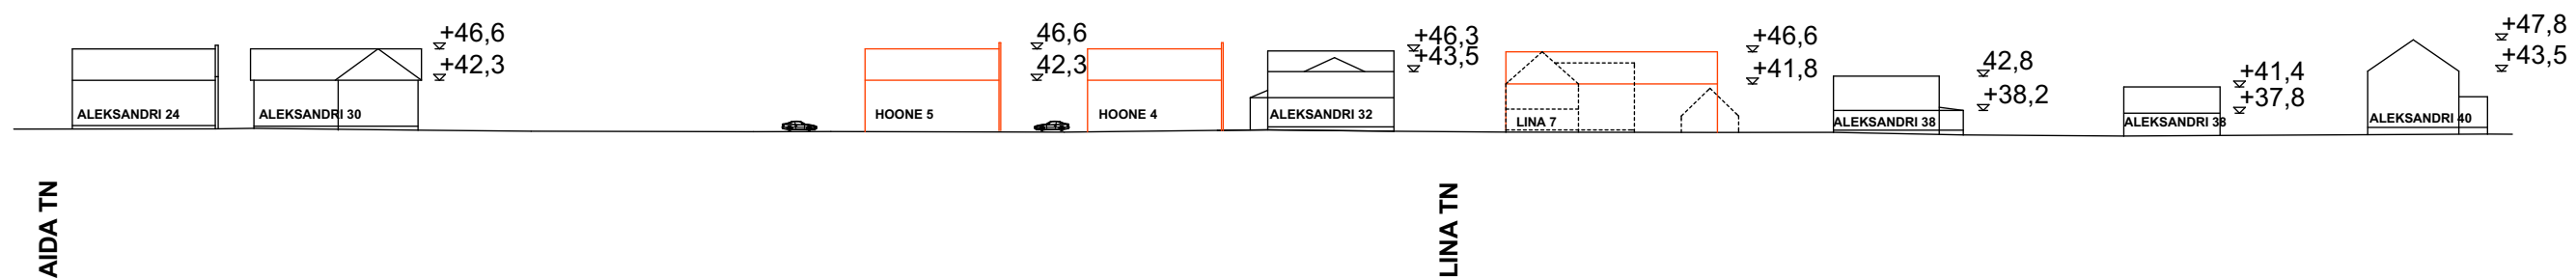 +46,6
+42,3
46,6
42,3
+46,3
+43,5
+46,6
+41,8
42,8
+38,2
+41,4
+37,8
+47,8
+43,5
ALEKSANDRI 24
ALEKSANDRI 30
HOONE 5
HOONE 4
ALEKSANDRI 32
LINA 7
ALEKSANDRI 38
ALEKSANDRI 38
ALEKSANDRI 40
AIDA TN
LINA TN